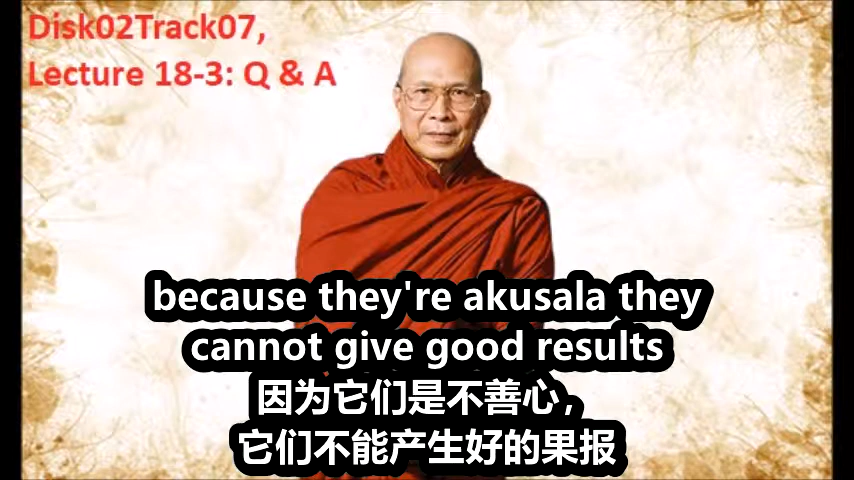 Disk02Track07,
Lecture 18-3: Q & A
because they're akusala they
cannot give good results
因为它们是不善心，
它们不能产生好的果报